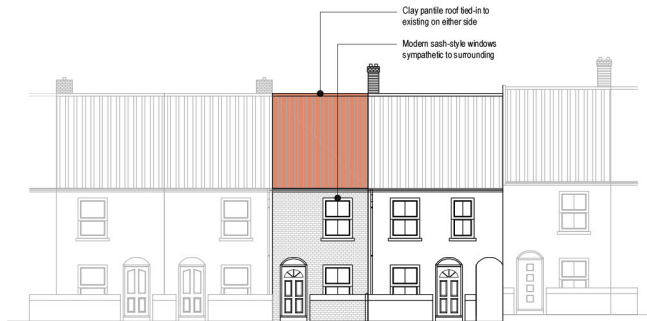 Clay pantile roof tied-in to
existing on either side
Modern sash-style windows
sympathetic to surrounding